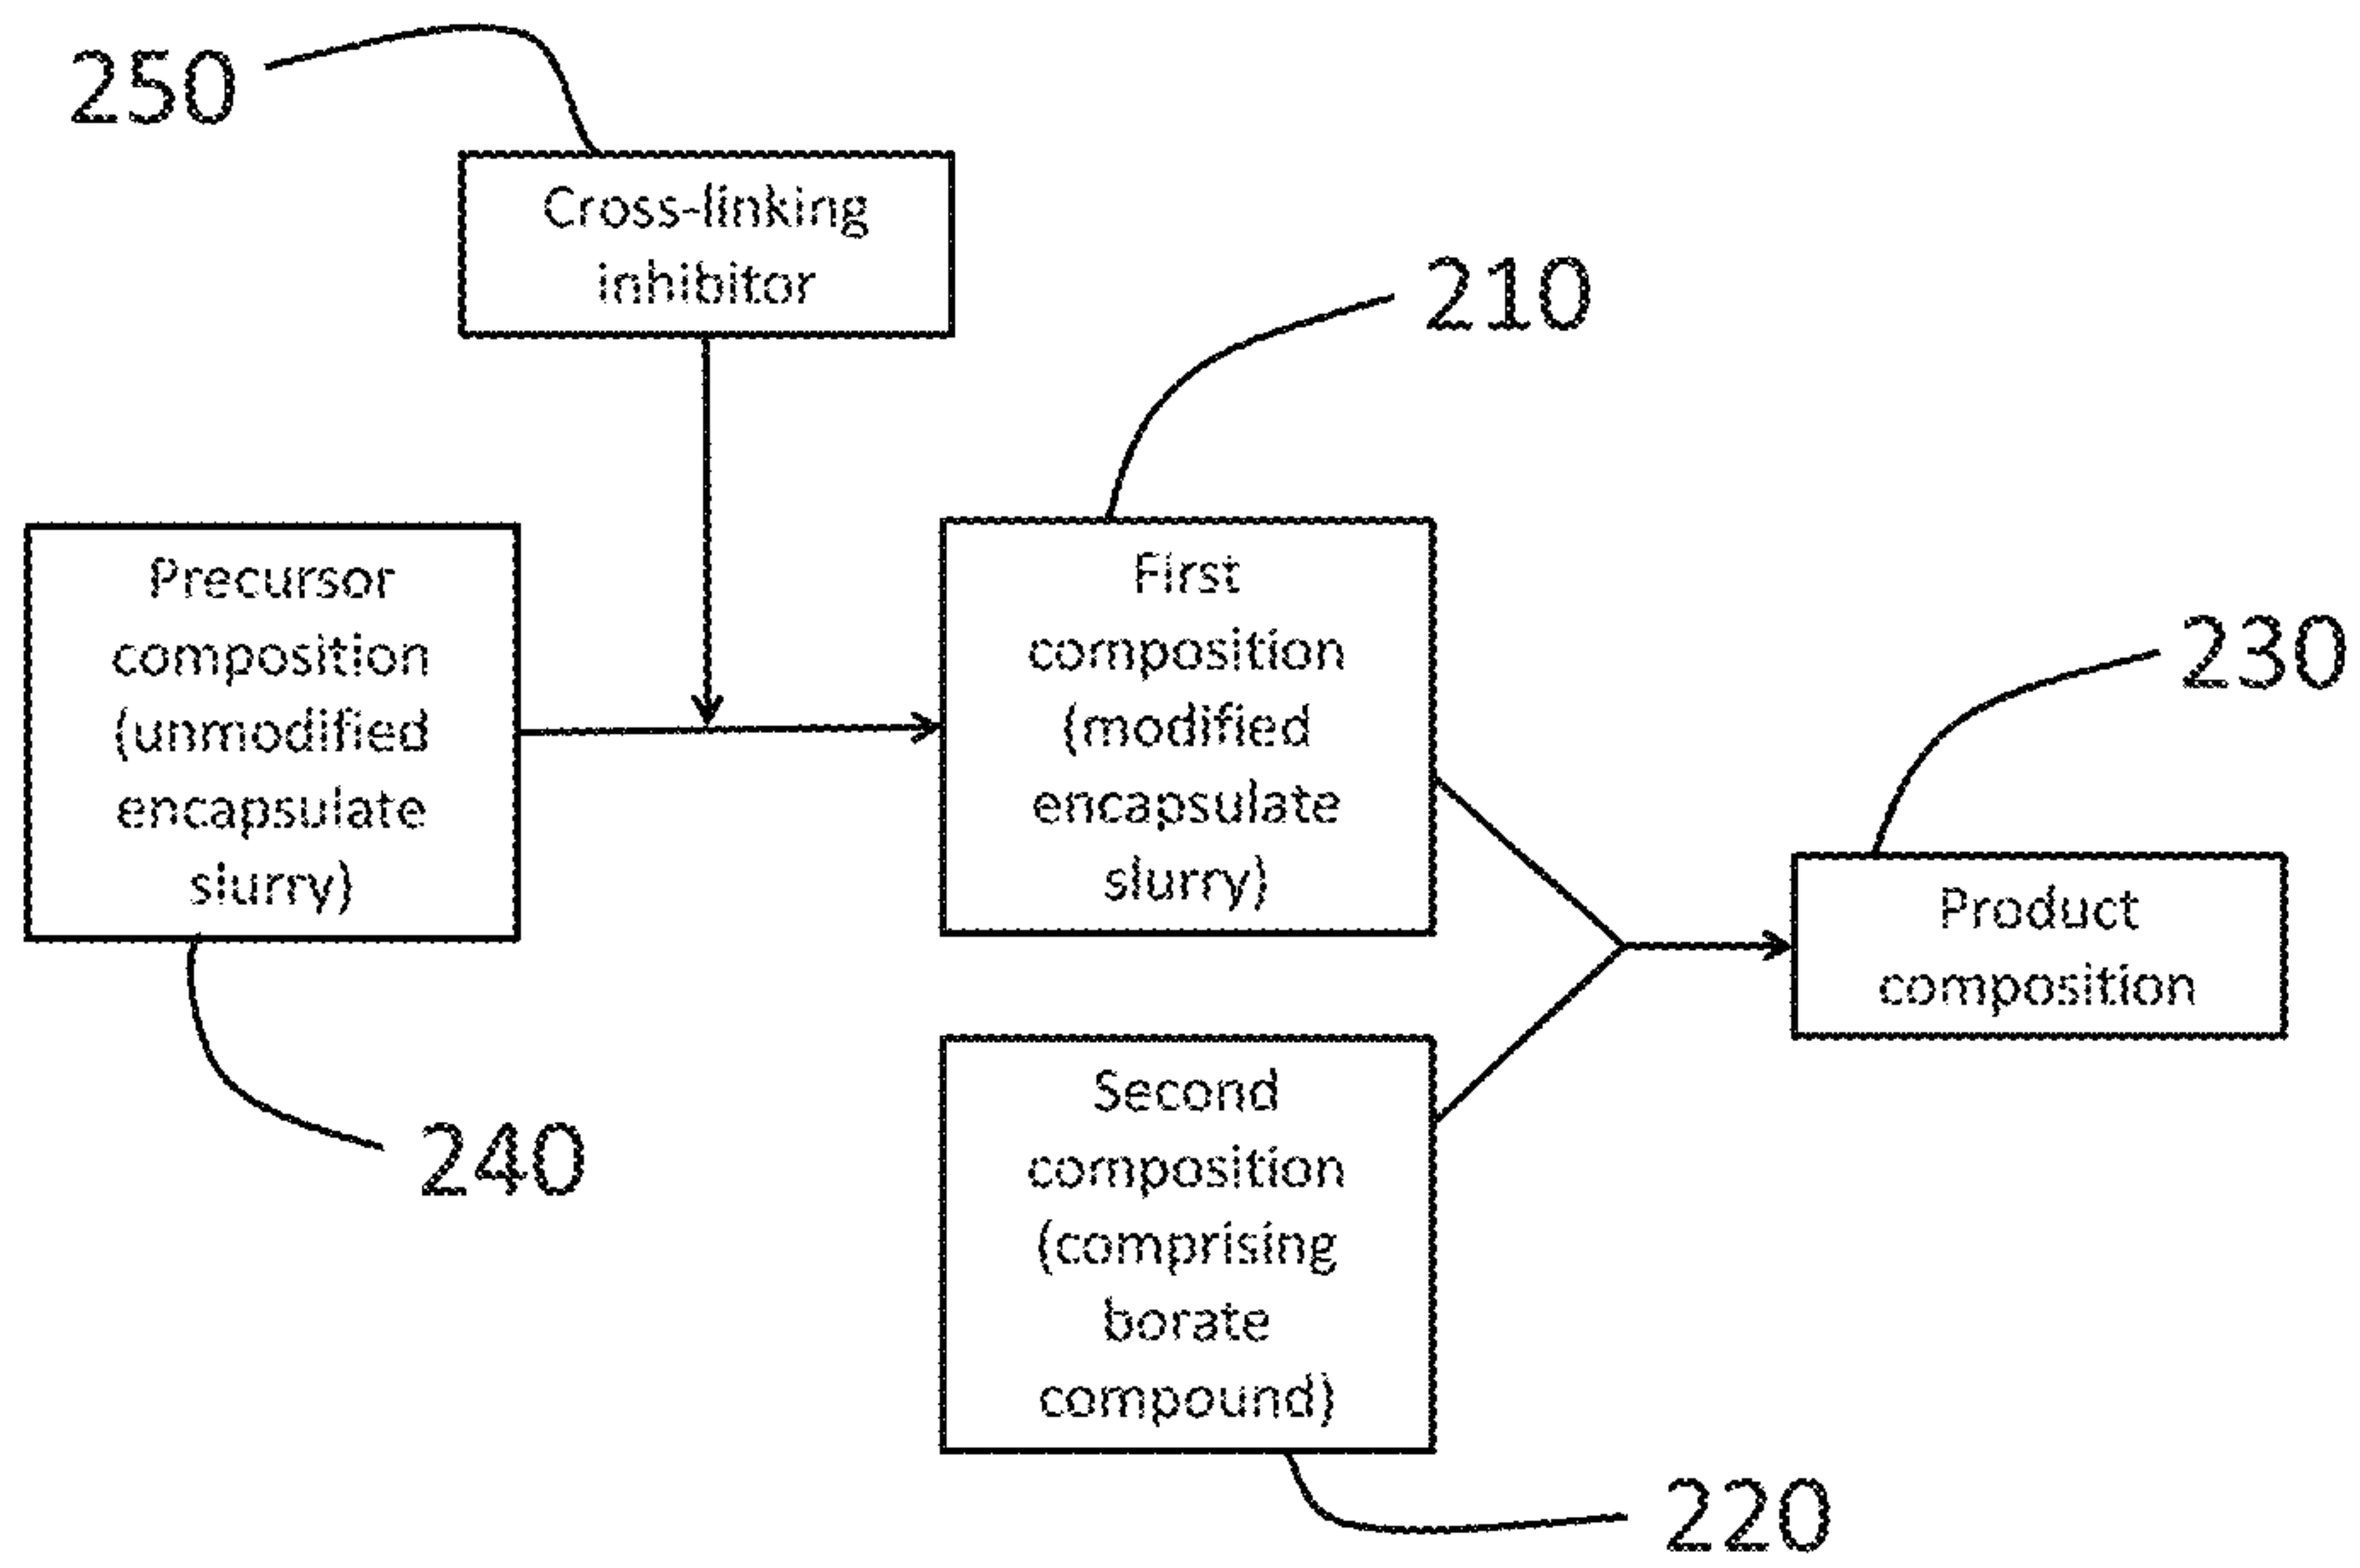 250
Cross-linking
inhibitor
210
Precursor
composition
(unmodified
encapsulate
slurry)
240
First
composition
(modified
encapsulate
slurry)
230
Product
composition
Second
composition
(comprising
borate
compound)
220